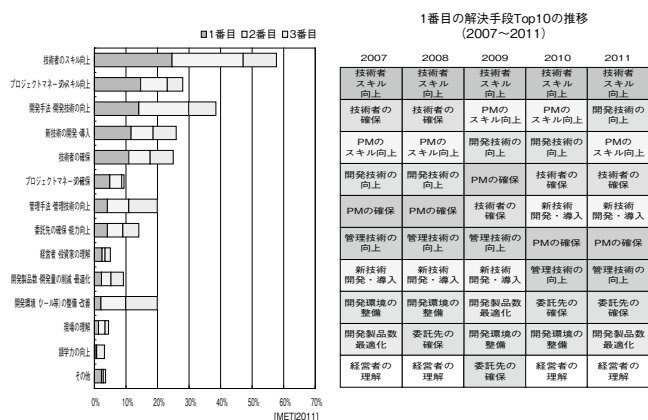 ■1番目 □2番目 □3番目
技術者のスキル向上
プロジェクトマネージャのスキル向上
開発手法・開発技術の向上
新技術の開発・導入
技術者の確保
プロジェクトマネージャの確保
管理手法・管理技術の向上
委託先の確保・能力向上
経営者・投資家の理解
開発製品数・開発量の削減・最適化
開発環境(ツール等)の整備・改善
現場の理解
語学力の向上
その他
0% 10% 20% 30% 40% 50% 60% 70%
[METI2011]
1番目の解決手段Top10の推移
(2007~2011)
2007 2008 2009 2010 2011
技術者 技術者 技術者 技術者 技術者
スキル スキル スキル スキル スキル
向上 向上 向上 向上 向上
技術者の 技術者の PMの PMの 開発技術の
確保 確保 スキル向上 スキル向上 向上
PMの PMの 開発技術の 開発技術の PMの
スキル向上 スキル向上 向上 向上 スキル向上
開発技術の 開発技術の PMの確保 技術者の 技術者の
向上 向上 確保 確保
PMの確保 PMの確保 技術者の 新技術 新技術
確保 開発・導入 開発・導入
管理技術の 管理技術の 管理技術の PMの確保 PMの確保
向上 向上 向上
新技術 新技術 新技術 管理技術の 管理技術の
開発・導入 開発・導入 開発・導入 向上 向上
開発環境の 開発環境の 開発製品数 委託先の 委託先の
整備 整備 最適化 確保 確保
開発製品数 委託先の 開発環境の 開発環境の 開発製品数
最適化 確保 整備 整備 最適化
経営者の 経営者の 委託先の 経営者の 経営者の
理解 理解 確保 理解 理解